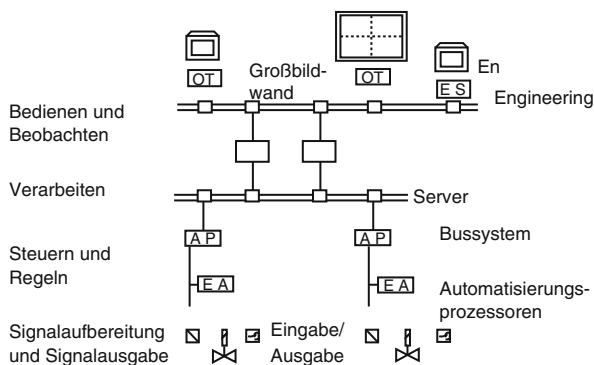 En
OT
Großbild-
wand
OT
E S
Engineering
Bedienen und
Beobachten
Verarbeiten
Server
A P
A P
Bussystem
Steuern und
Regeln
E A
E A
Automatisierungs-
prozessoren
Signalaufbereitung
und Signalausgabe
Eingabe/
Ausgabe